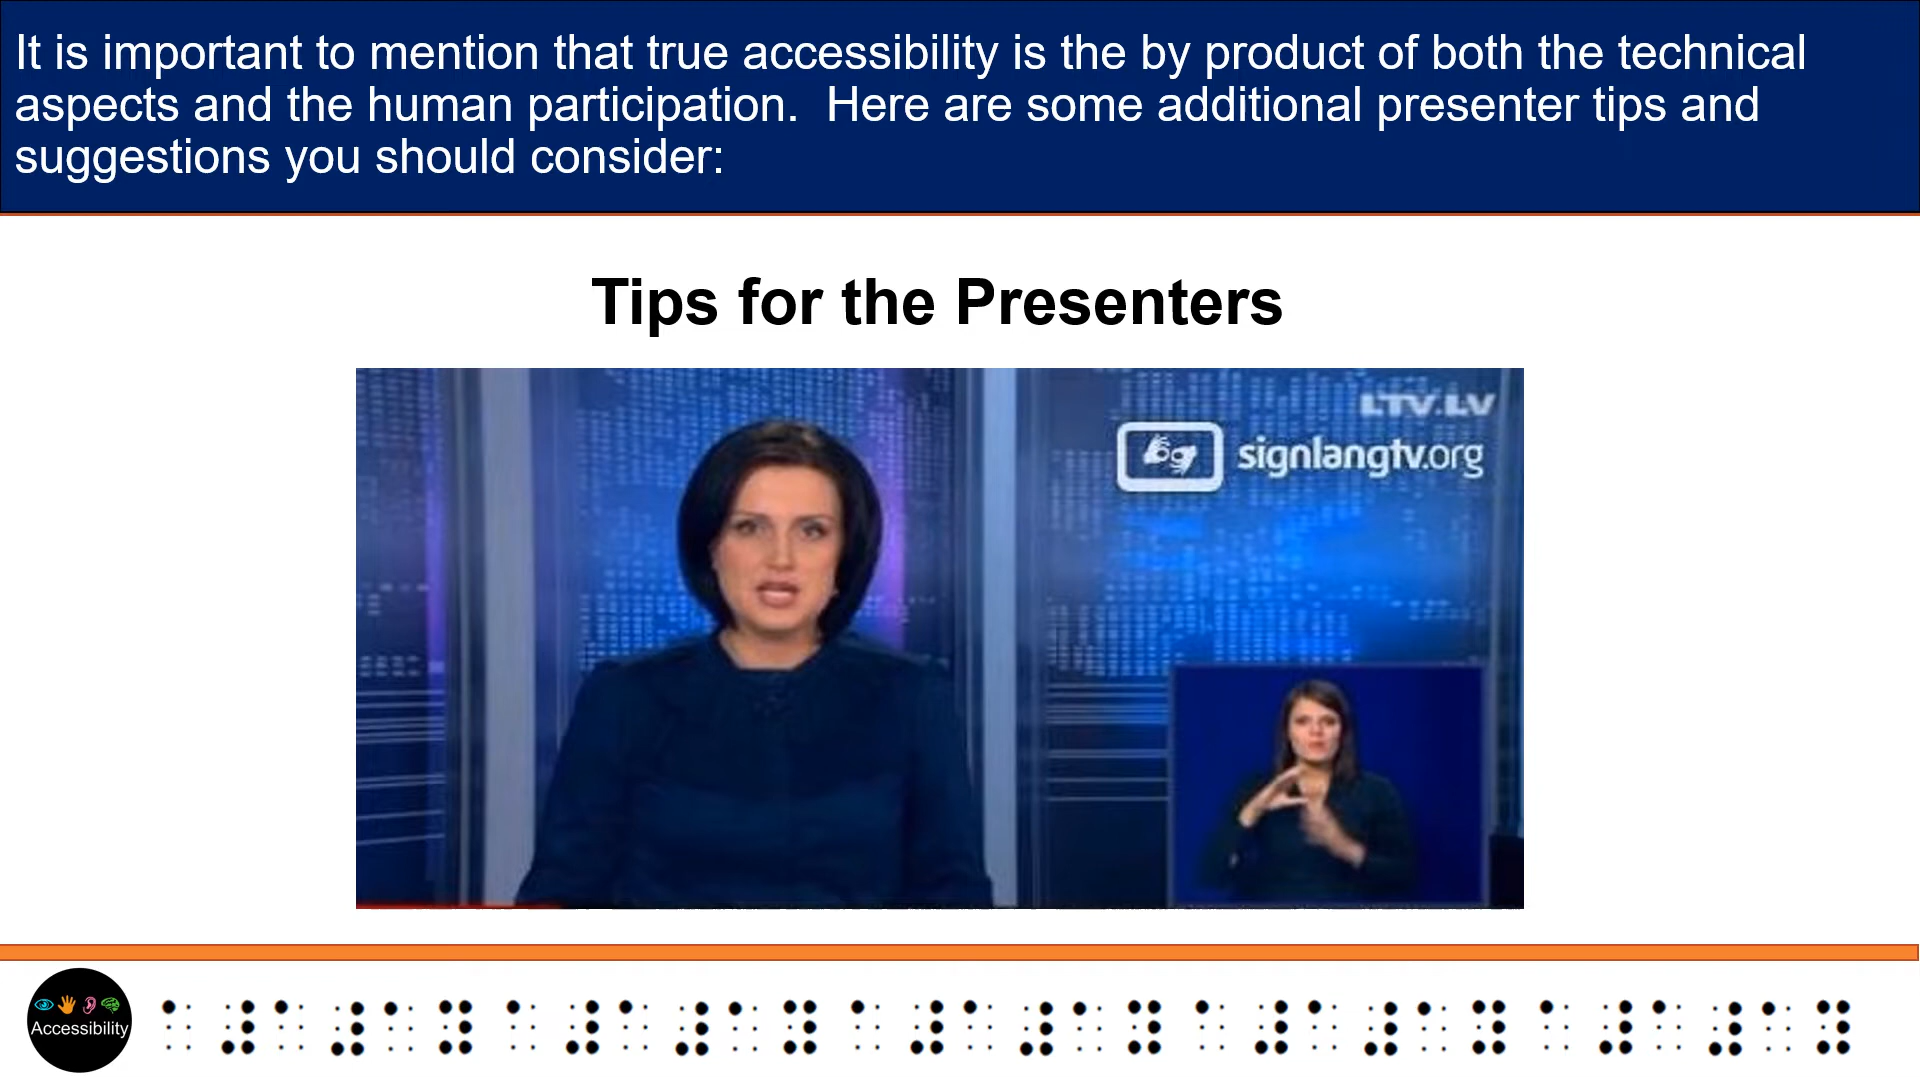 It is important to mention that true accessibility is the by product of both the technical
aspects and the human participation.  Here are some additional presenter tips and
suggestions you should consider:
Tips for the Presenters
LTV.LV
signlangtv.org
Accessibility